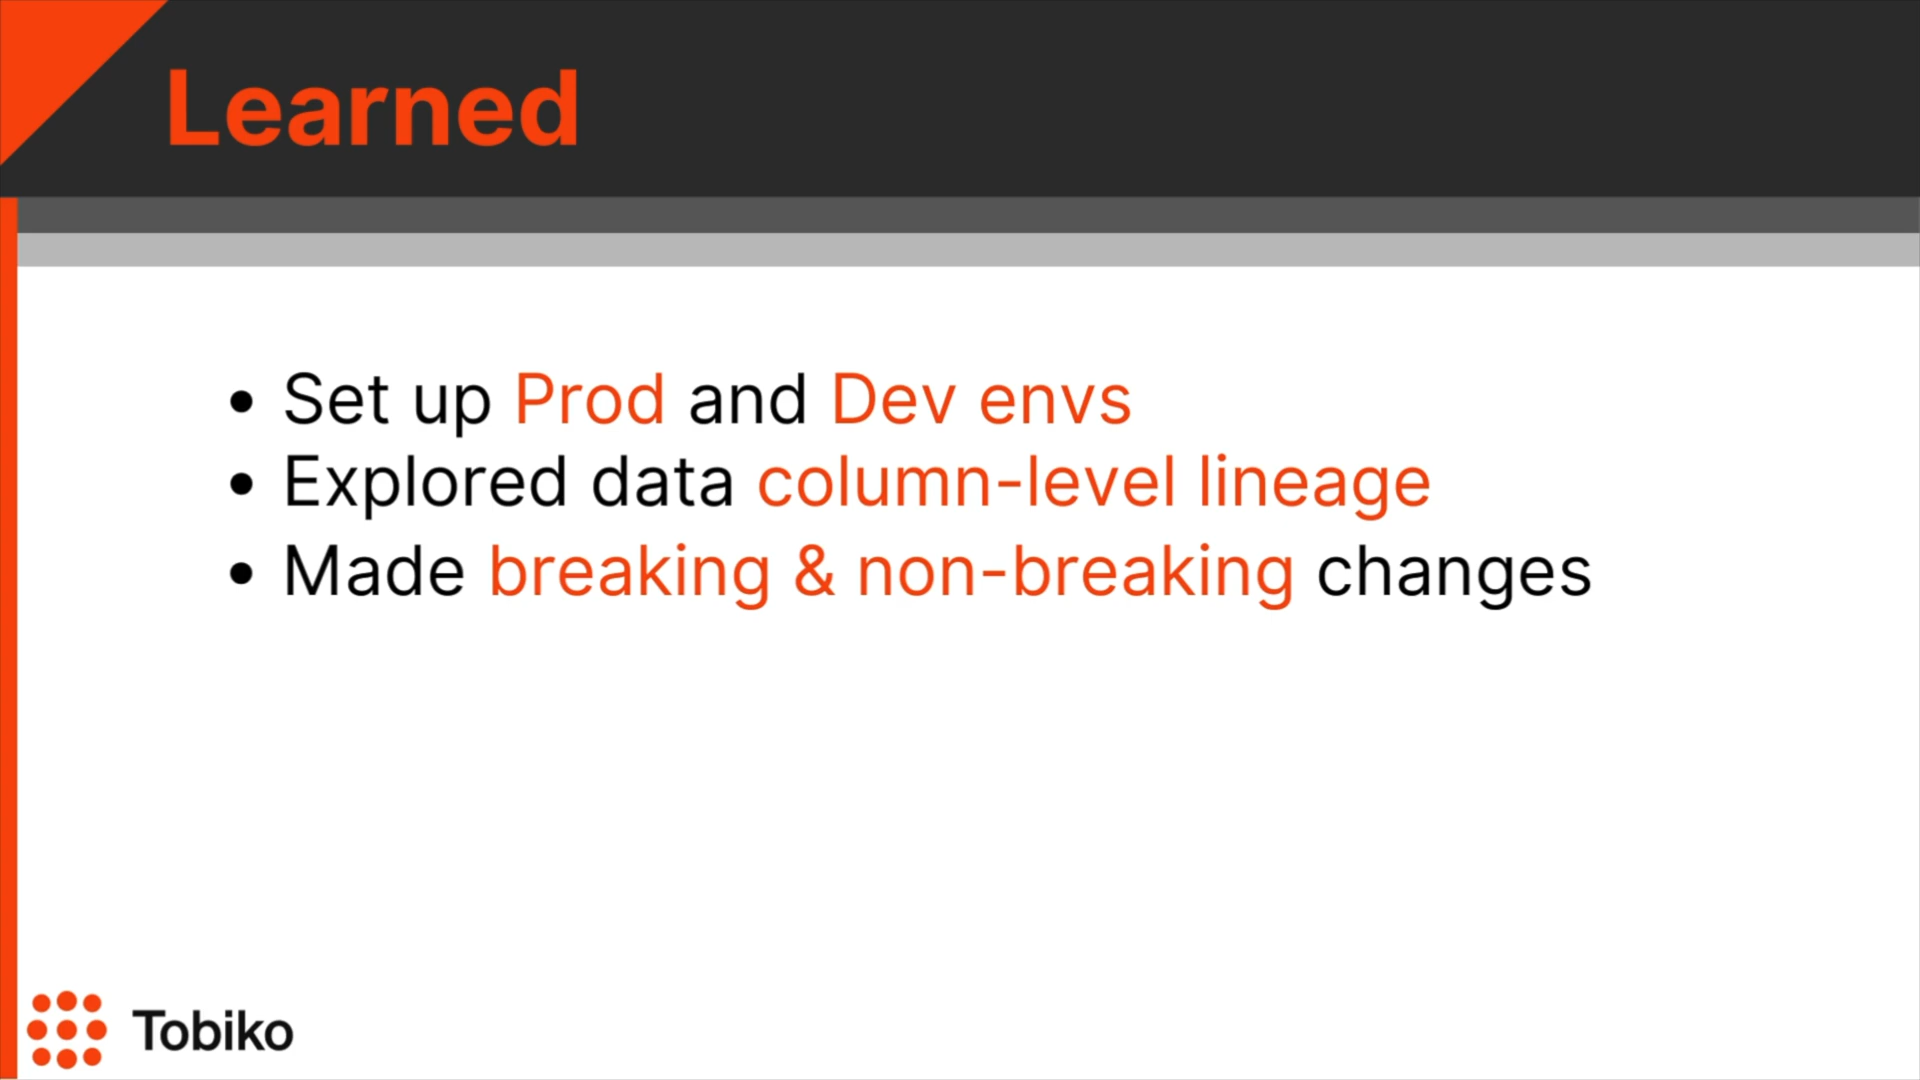 Learned
• Set up Prod and Dev envs
• Explored data column-level lineage
• Made breaking & non-breaking changes
Tobiko